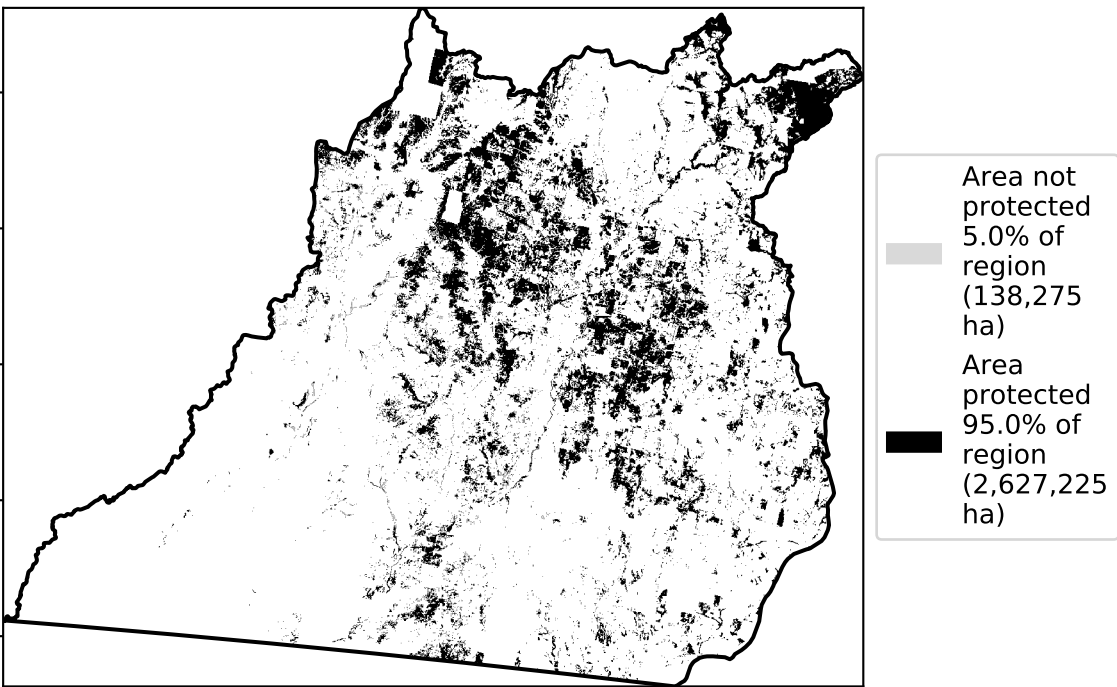 Area not
protected
5.0% of
region
(138,275
ha)
Area
protected
95.0% of
region
(2,627,225
ha)